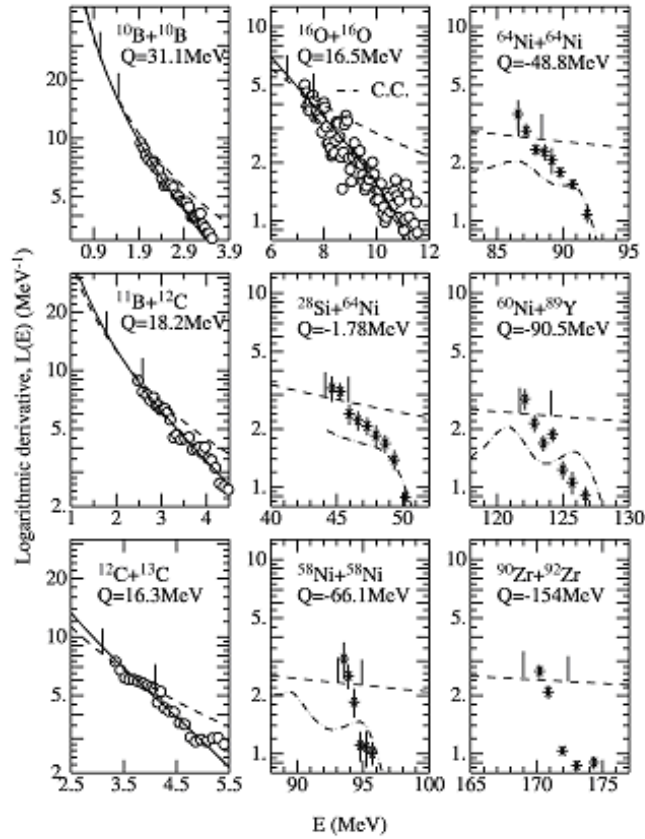 Logarithmic derivative, L(E) (MeV⁻¹)
¹⁰B+¹⁰B
Q=31.1MeV
20
10
5.
0.9 1.9 2.9 3.9
¹⁶O+¹⁶O
Q=16.5MeV
C.C.
5.
2.
1.
6 8 10 12
⁶⁴Ni+⁶⁴Ni
Q=-48.8MeV
10
5.
2.
1.
85 90 95
¹¹B+¹²C
Q=18.2MeV
20
10
5.
2.
1 2 3 4
²⁸Si+⁶⁴Ni
Q=-1.78MeV
10
5.
2.
1.
40 45 50
⁶⁰Ni+⁸⁹Y
Q=-90.5MeV
10
5.
2.
1.
120 125 130
¹²C+¹³C
Q=16.3MeV
20
10
5.
2.
2.5 3.5 4.5 5.5
⁵⁸Ni+⁵⁸Ni
Q=-66.1MeV
10
5.
2.
1.
90 95 100
⁹⁰Zr+⁹²Zr
Q=-154MeV
10
5.
2.
1.
165 170 175
E (MeV)